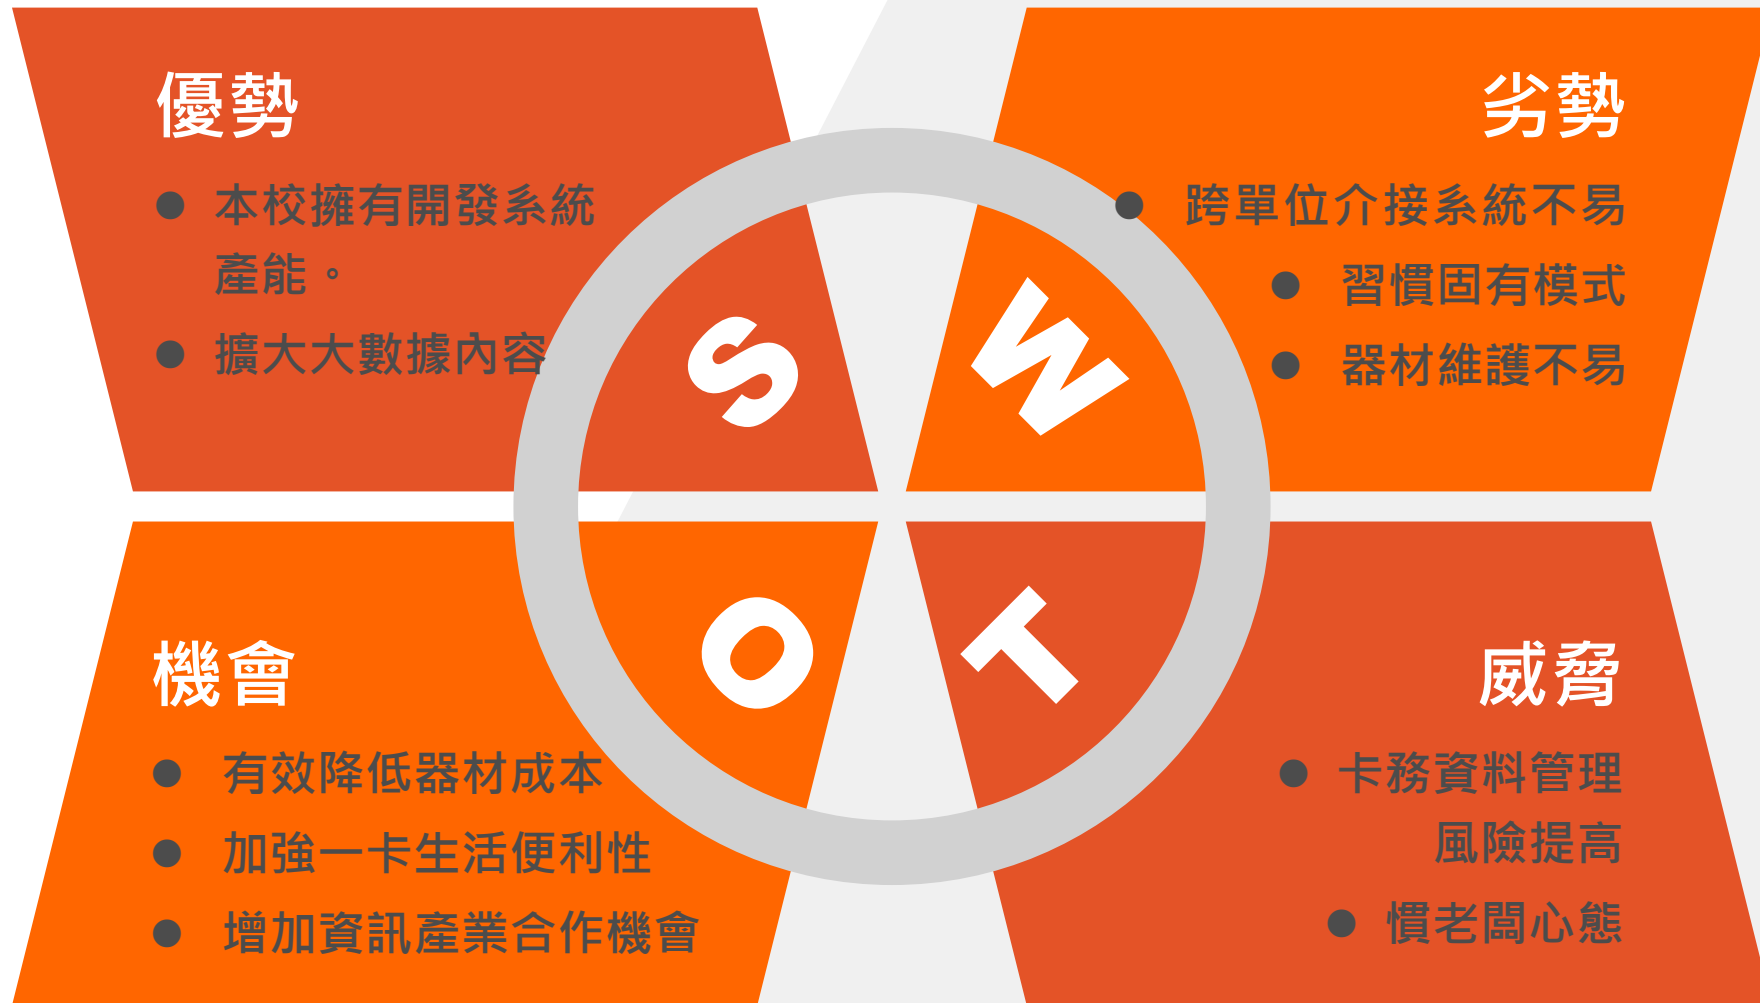 優勢
● 本校擁有開發系統
產能。
● 擴大大數據內容
劣勢
● 跨單位介接系統不易
● 習慣固有模式
● 器材維護不易
S
W
O
T
機會
● 有效降低器材成本
● 加強一卡生活便利性
● 增加資訊產業合作機會
威脅
● 卡務資料管理
風險提高
● 慣老闆心態